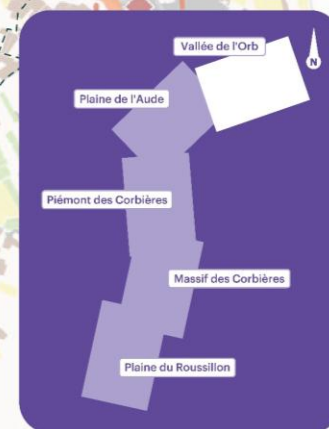 Vallée de l'Orb
N
Plaine de l'Aude
Piémont des Corbières
Massif des Corbières
Plaine du Roussillon